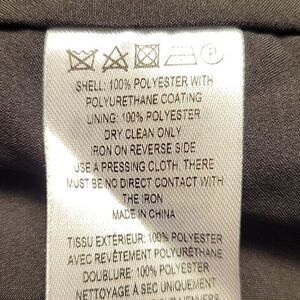 SHELL: 100% POLYESTER WITH
POLYURETHANE COATING
LINING: 100% POLYESTER
DRY CLEAN ONLY
IRON ON REVERSE SIDE
USE A PRESSING CLOTH. THERE
MUST BE NO DIRECT CONTACT WITH
THE IRON
MADE IN CHINA
TISSU EXTÉRIEUR: 100% POLYESTER
AVEC REVÊTEMENT POLYURÉTHANE
DOUBLURE: 100% POLYESTER
NETTOYAGE À SEC UNIQUEMENT